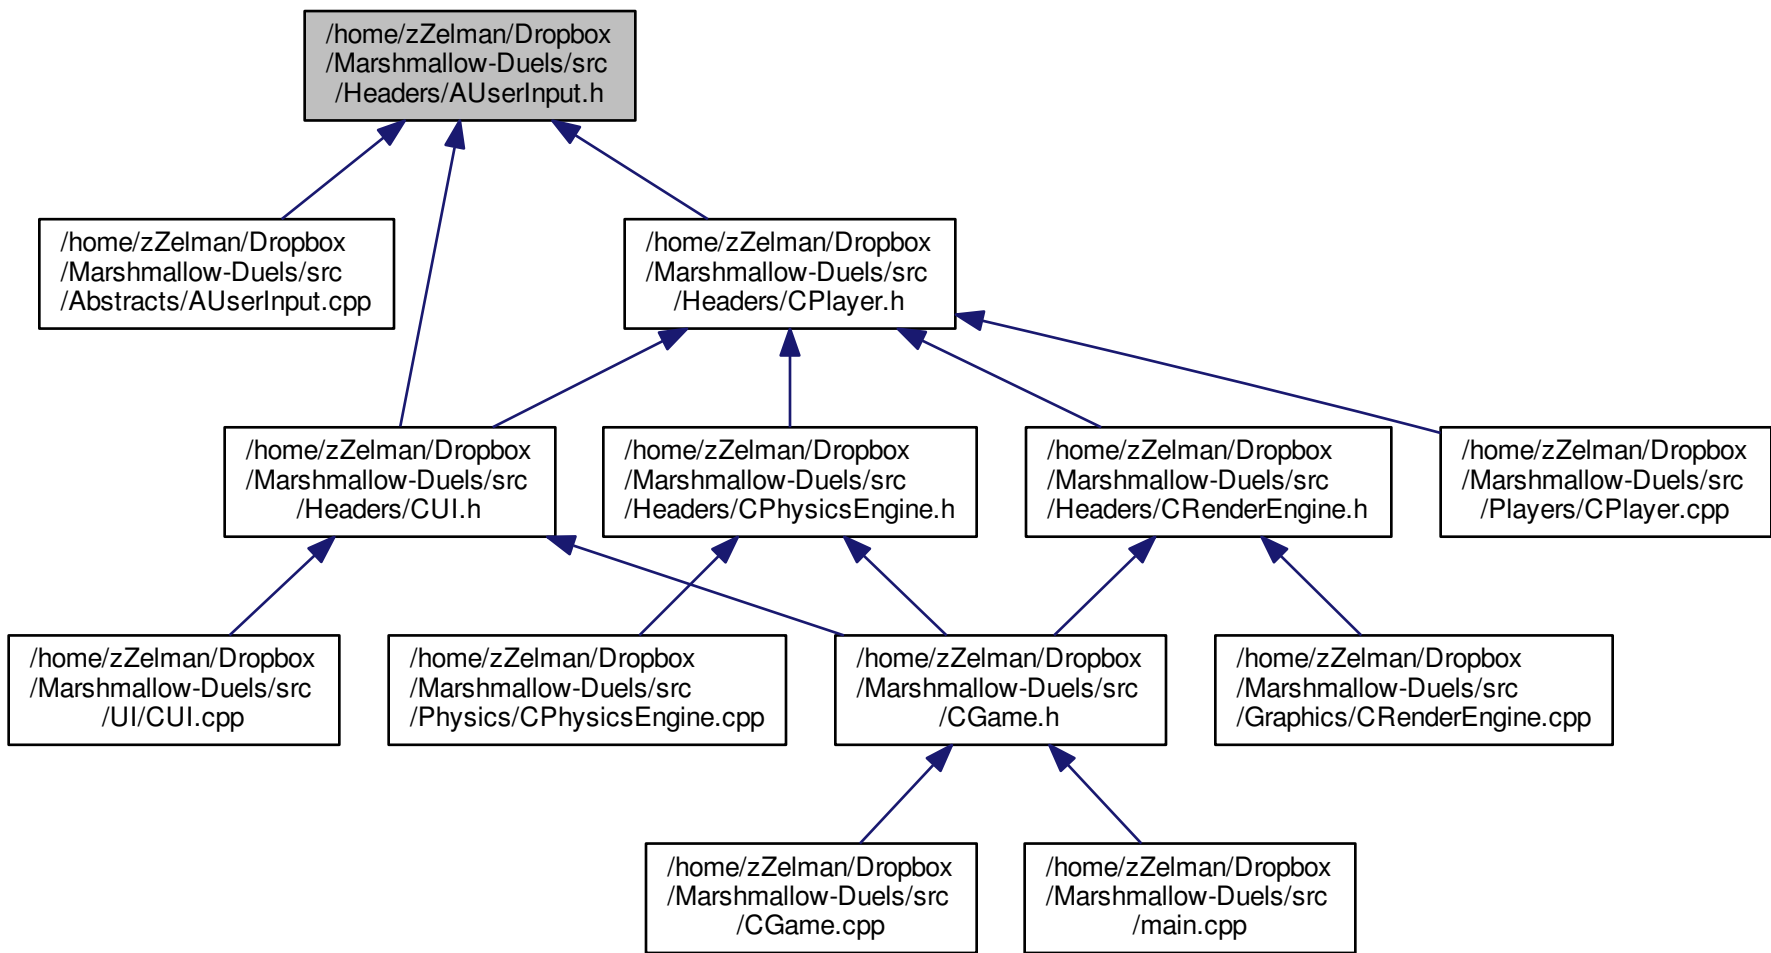 /home/zZelman/Dropbox
/Marshmallow-Duels/src
/Headers/AUserInput.h
/home/zZelman/Dropbox
/Marshmallow-Duels/src
/Abstracts/AUserInput.cpp
/home/zZelman/Dropbox
/Marshmallow-Duels/src
/Headers/CPlayer.h
/home/zZelman/Dropbox
/Marshmallow-Duels/src
/Headers/CUI.h
/home/zZelman/Dropbox
/Marshmallow-Duels/src
/Headers/CPhysicsEngine.h
/home/zZelman/Dropbox
/Marshmallow-Duels/src
/Headers/CRenderEngine.h
/home/zZelman/Dropbox
/Marshmallow-Duels/src
/Players/CPlayer.cpp
/home/zZelman/Dropbox
/Marshmallow-Duels/src
/UI/CUI.cpp
/home/zZelman/Dropbox
/Marshmallow-Duels/src
/Physics/CPhysicsEngine.cpp
/home/zZelman/Dropbox
/Marshmallow-Duels/src
/CGame.h
/home/zZelman/Dropbox
/Marshmallow-Duels/src
/Graphics/CRenderEngine.cpp
/home/zZelman/Dropbox
/Marshmallow-Duels/src
/CGame.cpp
/home/zZelman/Dropbox
/Marshmallow-Duels/src
/main.cpp